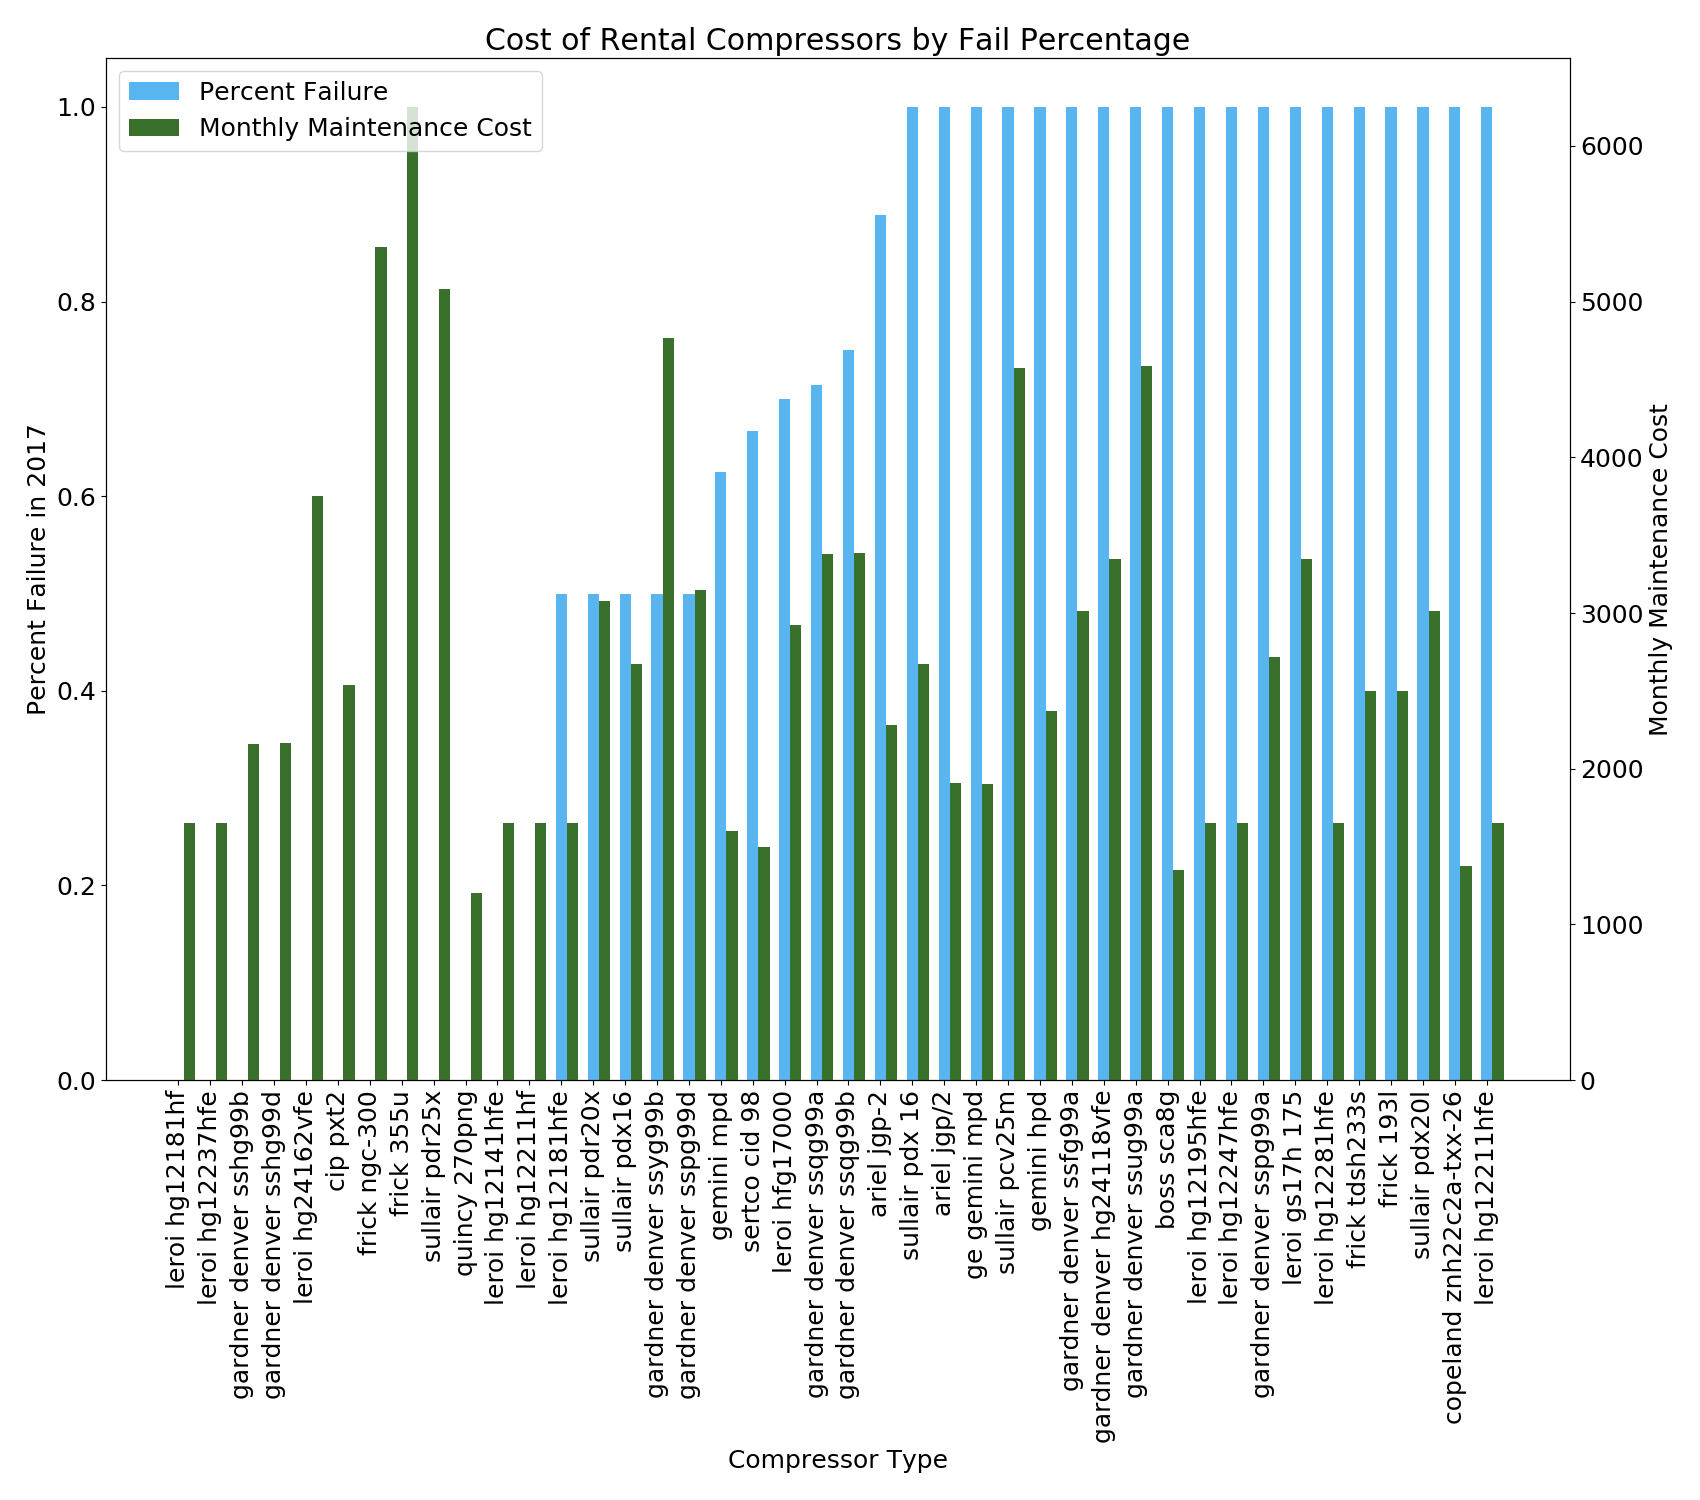 Cost of Rental Compressors by Fail Percentage
Percent Failure
Monthly Maintenance Cost
1.0
0.8
0.6
0.4
0.2
0.0
Percent Failure in 2017
6000
5000
4000
3000
2000
1000
0
Monthly Maintenance Cost
leroi hg12181hf
leroi hg12237hfe
gardner denver sshg99b
gardner denver sshg99d
leroi hg24162vfe
cip pxt2
frick ngc-300
frick 355u
sullair pdr25x
quincy 270png
leroi hg12141hfe
leroi hg12211hf
leroi hg12181hfe
sullair pdr20x
sullair pdx16
gardner denver ssyg99b
gardner denver sspg99d
gemini mpd
sertco cid 98
leroi hfg17000
gardner denver ssqg99a
gardner denver ssqg99b
ariel jgp-2
sullair pdx 16
ariel jgp/2
ge gemini mpd
sullair pcv25m
gemini hpd
gardner denver ssfg99a
gardner denver hg24118vfe
gardner denver ssug99a
boss sca8g
leroi hg12195hfe
leroi hg12247hfe
gardner denver sspg99a
leroi gs17h 175
leroi hg12281hfe
frick tdsh233s
frick 193l
sullair pdx20l
copeland znh22c2a-txx-26
leroi hg12211hfe
Compressor Type